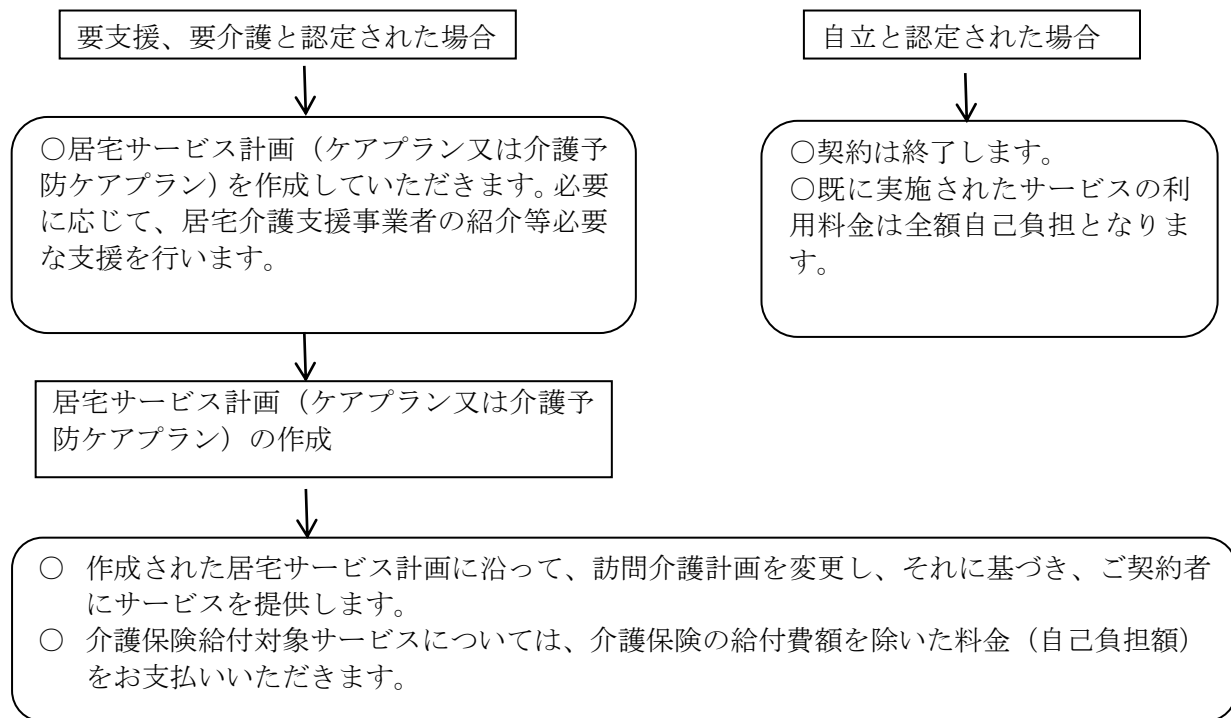 要支援、要介護と認定された場合
自立と認定された場合
○居宅サービス計画（ケアプラン又は介護予
防ケアプラン）を作成していただきます。必要
に応じて、居宅介護支援事業者の紹介等必要
な支援を行います。
○契約は終了します。
○既に実施されたサービスの利
用料金は全額自己負担となりま
す。
居宅サービス計画（ケアプラン又は介護予
防ケアプラン）の作成
○ 作成された居宅サービス計画に沿って、訪問介護計画を変更し、それに基づき、ご契約者
にサービスを提供します。
○ 介護保険給付対象サービスについては、介護保険の給付費額を除いた料金（自己負担額）
をお支払いいただきます。